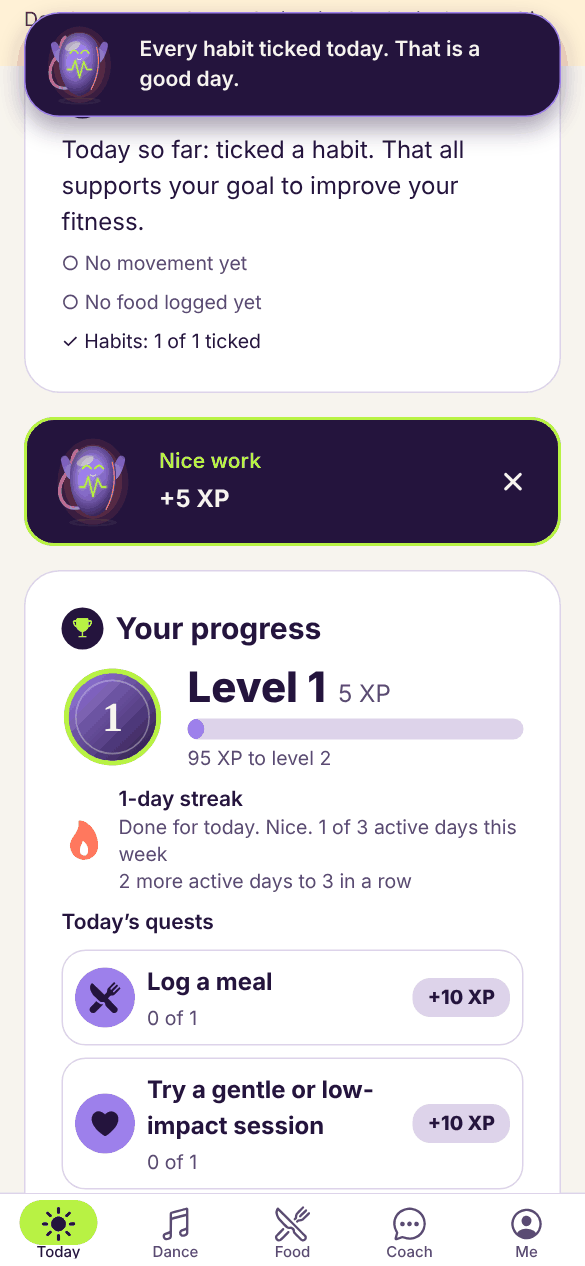 Every habit ticked today. That is a
good day.
Today so far: ticked a habit. That all
supports your goal to improve your
fitness.
No movement yet
No food logged yet
Habits: 1 of 1 ticked
Nice work
+5 XP
Your progress
1
Level 1 5 XP
95 XP to level 2
1-day streak
Done for today. Nice. 1 of 3 active days this
week
2 more active days to 3 in a row
Today’s quests
Log a meal
0 of 1
+10 XP
Try a gentle or low-
impact session
0 of 1
+10 XP
Today
Dance
Food
Coach
Me